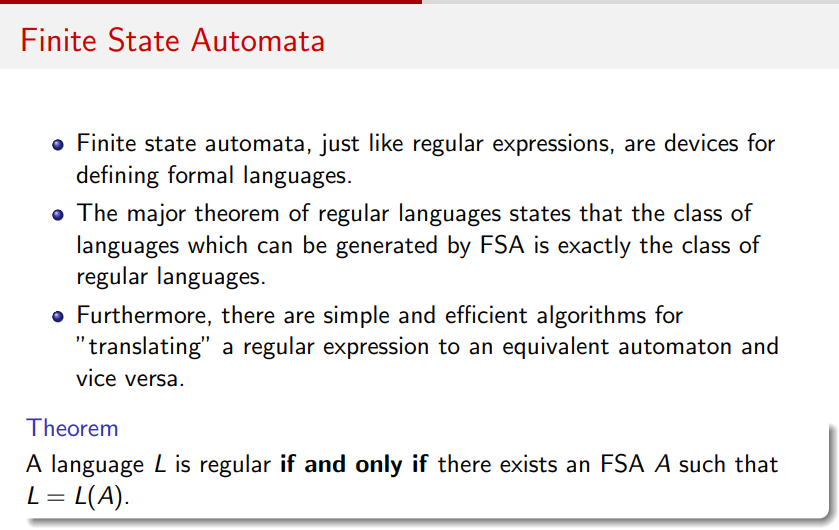 Finite State Automata
Finite state automata, just like regular expressions, are devices for
defining formal languages.
The major theorem of regular languages states that the class of
languages which can be generated by FSA is exactly the class of
regular languages.
Furthermore, there are simple and efficient algorithms for
”translating” a regular expression to an equivalent automaton and
vice versa.
Theorem
A language L is regular if and only if there exists an FSA A such that
L = L(A).